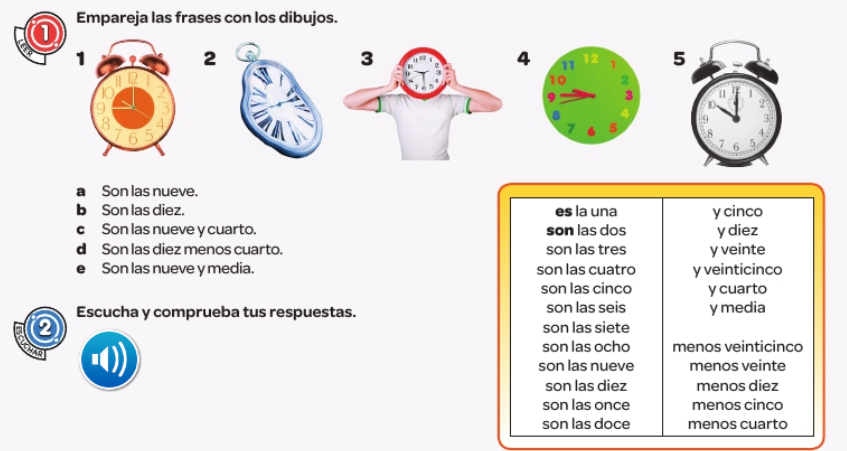 1
LEER
Empareja las frases con los dibujos.
1
2
3
4
5
a Son las nueve.
b Son las diez.
c Son las nueve y cuarto.
d Son las diez menos cuarto.
e Son las nueve y media.
2
ESCUCHAR
Escucha y comprueba tus respuestas.
es la una y cinco
son las dos y diez
son las tres y veinte
son las cuatro y veinticinco
son las cinco y cuarto
son las seis y media
son las siete
son las ocho menos veinticinco
son las nueve menos veinte
son las diez menos diez
son las once menos cinco
son las doce menos cuarto